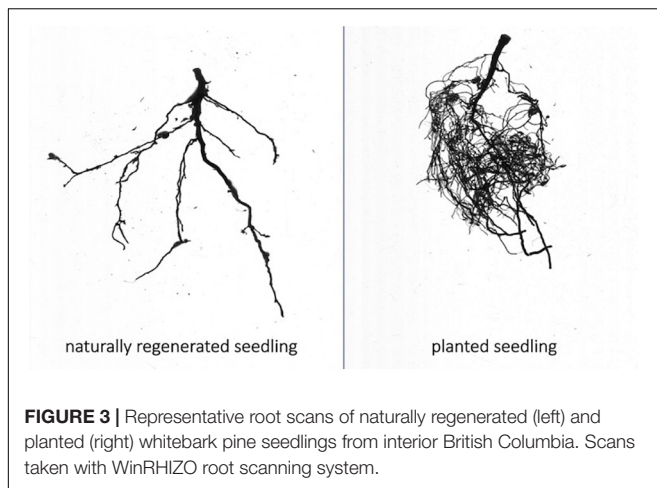 naturally regenerated seedling
planted seedling
FIGURE 3 | Representative root scans of naturally regenerated (left) and
planted (right) whitebark pine seedlings from interior British Columbia. Scans
taken with WinRHIZO root scanning system.